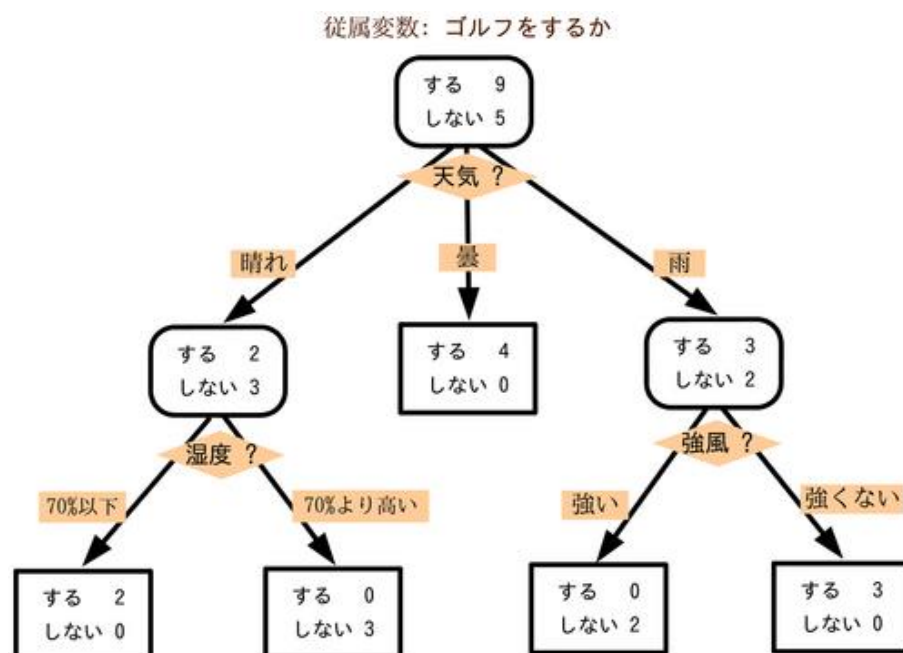 従属変数: ゴルフをするか
する 9
しない 5
天気 ?
晴れ
曇
雨
する 2
しない 3
する 4
しない 0
する 3
しない 2
湿度 ?
強風 ?
70%以下
70%より高い
強い
強くない
する 2
しない 0
する 0
しない 3
する 0
しない 2
する 3
しない 0